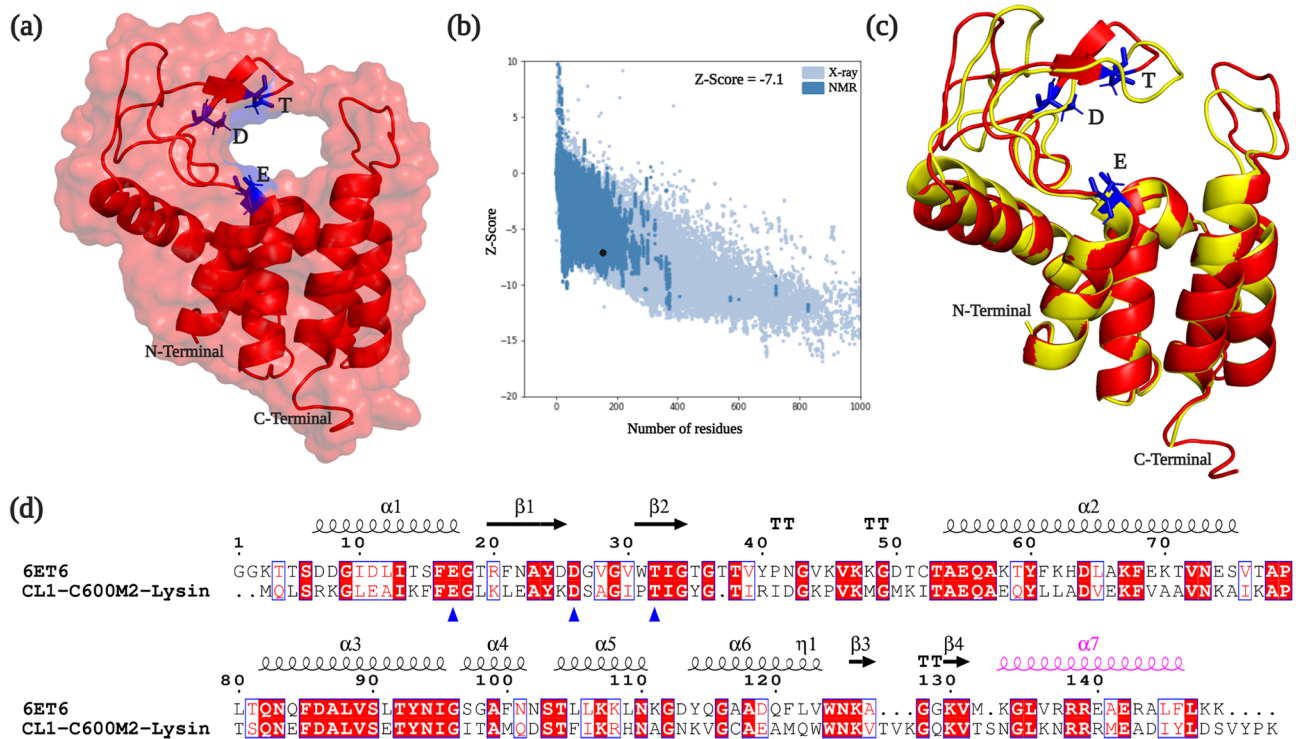 (a)
T
D
E
N-Terminal
C-Terminal
(b)
10
5
0
−5
−10
−15
−20
Z-Score
Z-Score = -7.1
X-ray
NMR
0 200 400 600 800 1000
Number of residues
(c)
T
D
E
N-Terminal
C-Terminal
(d)
α1 β1 β2 TT TT α2
1 10 20 30 40 50 60 70
6ET6 GGKTTSDDGIDLITSFEGTRFNAYDDGVGVWTIGTGTTVYPNGVKVKMGDTCTAEQAKTYFKHDLAKFEKTVNESVTAP
CL1-C600M2-Lysin ..MQLSRKGLEAIKFFEGLKLEAYKDSAGIPTIGYG.TIRIDGKPVKMGMKITAEQAEQYLLADVEKFVAAVNKAIKAP
α3 α4 α5 α6 η1 β3 TT β4 α7
80 90 100 110 120 130 140
6ET6 LTQNQFDALVSLTYNIGSGAFNNSTLLKKLNKGDYQGAADQFLVWNKA...GGKVM.KGLVRRREAERALFLKK....
CL1-C600M2-Lysin TSQNEFDALVSLTYNIGITAMQDSTFIKRHNAGNKVGCAEAMQWWNKVTVKGQKVTSNGLKNRRRMEADIYLDSVYPK